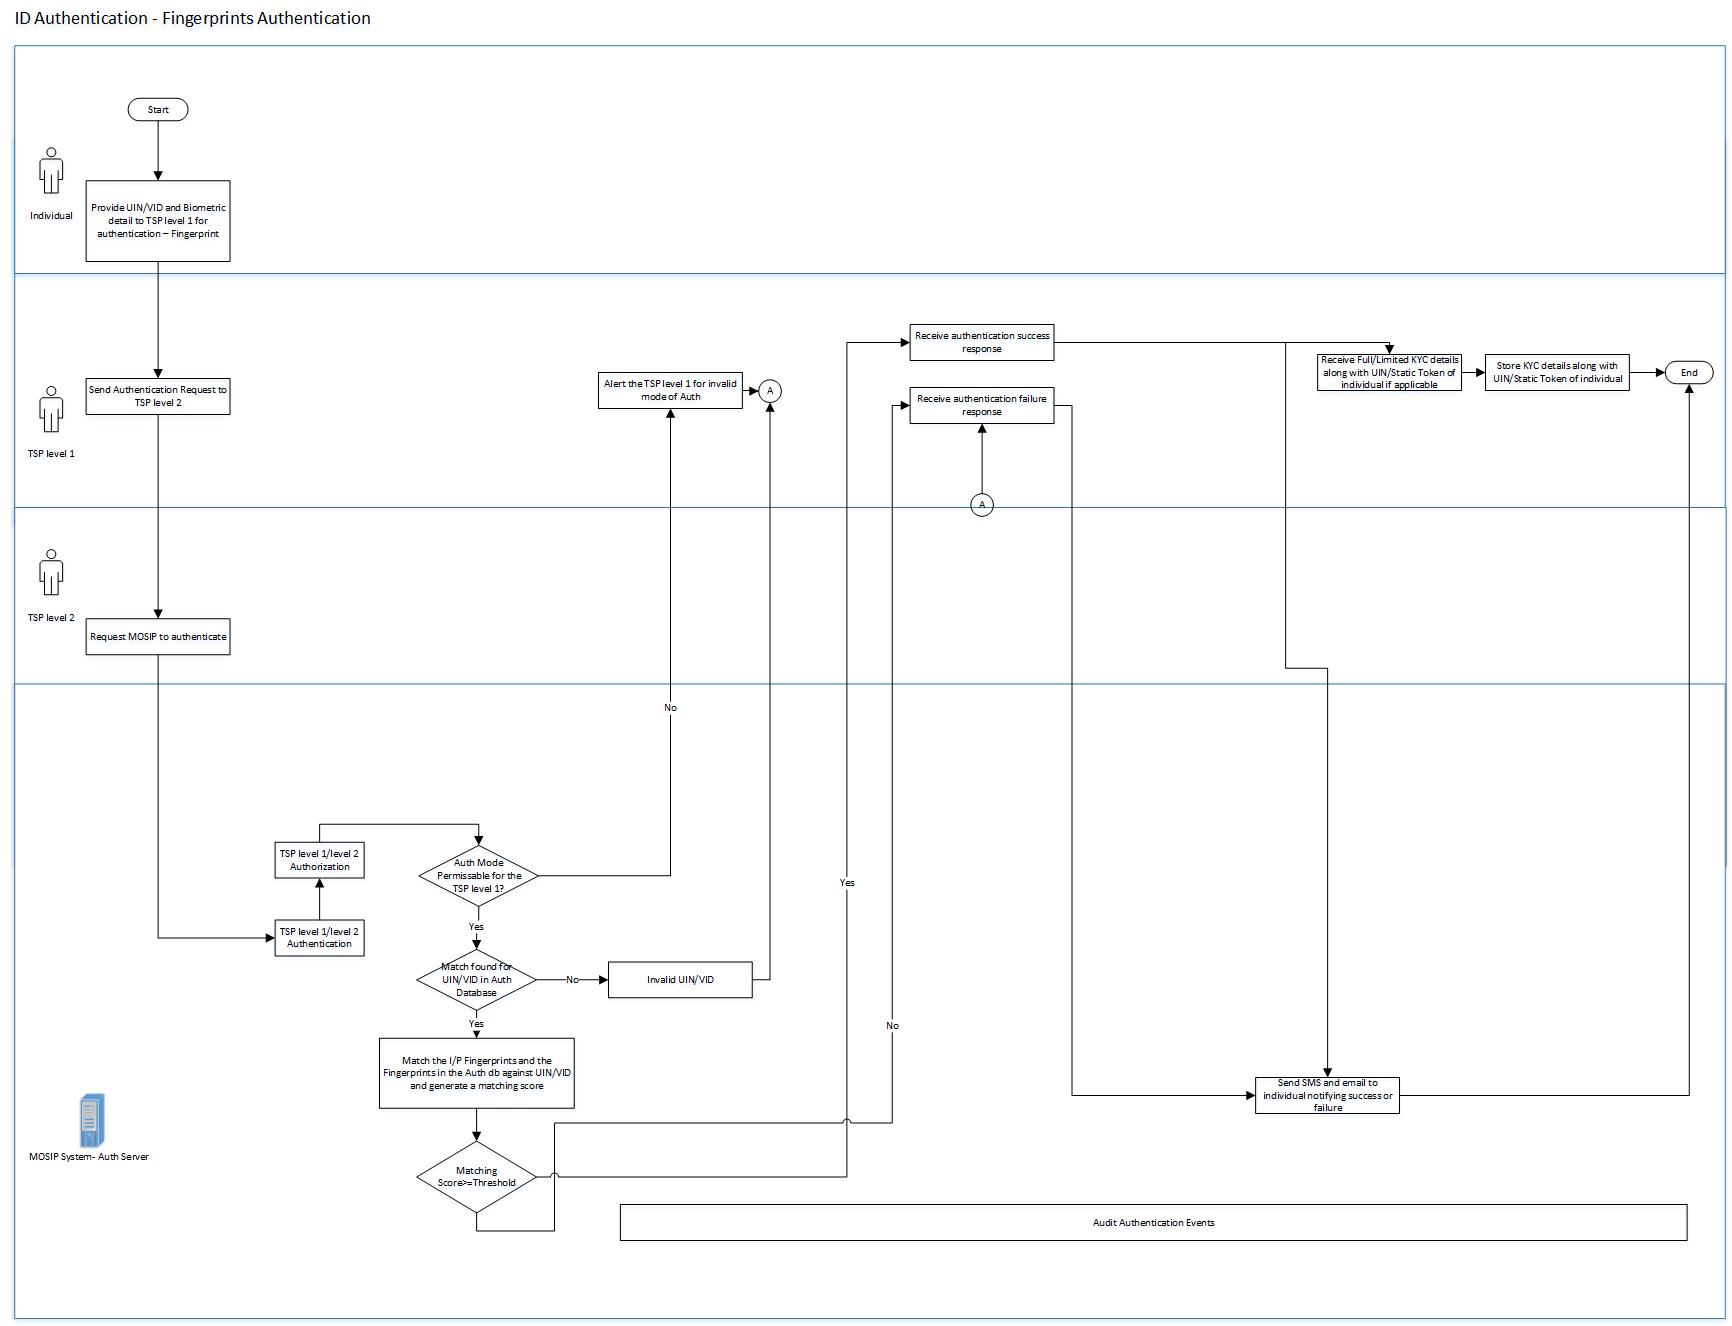 ID Authentication - Fingerprints Authentication
Start
Individual
Provide UIN/VID and Biometric
detail to TSP level 1 for
authentication – Fingerprint
Send Authentication Request to
TSP level 2
TSP level 1
Alert the TSP level 1 for invalid
mode of Auth
A
Receive authentication success
response
Receive authentication failure
response
A
Receive Full/Limited KYC details
along with UIN/Static Token of
individual if applicable
Store KYC details along with
UIN/Static Token of individual
End
TSP level 2
Request MOSIP to authenticate
No
TSP level 1/level 2
Authorization
TSP level 1/level 2
Authentication
Auth Mode
Permissable for the
TSP level 1?
Yes
Yes
Match found for
UIN/VID in Auth
Database
No
Invalid UIN/VID
Yes
No
Match the I/P Fingerprints and the
Fingerprints in the Auth db against UIN/VID
and generate a matching score
Send SMS and email to
individual notifying success or
failure
MOSIP System- Auth Server
Matching
Score>=Threshold
Audit Authentication Events